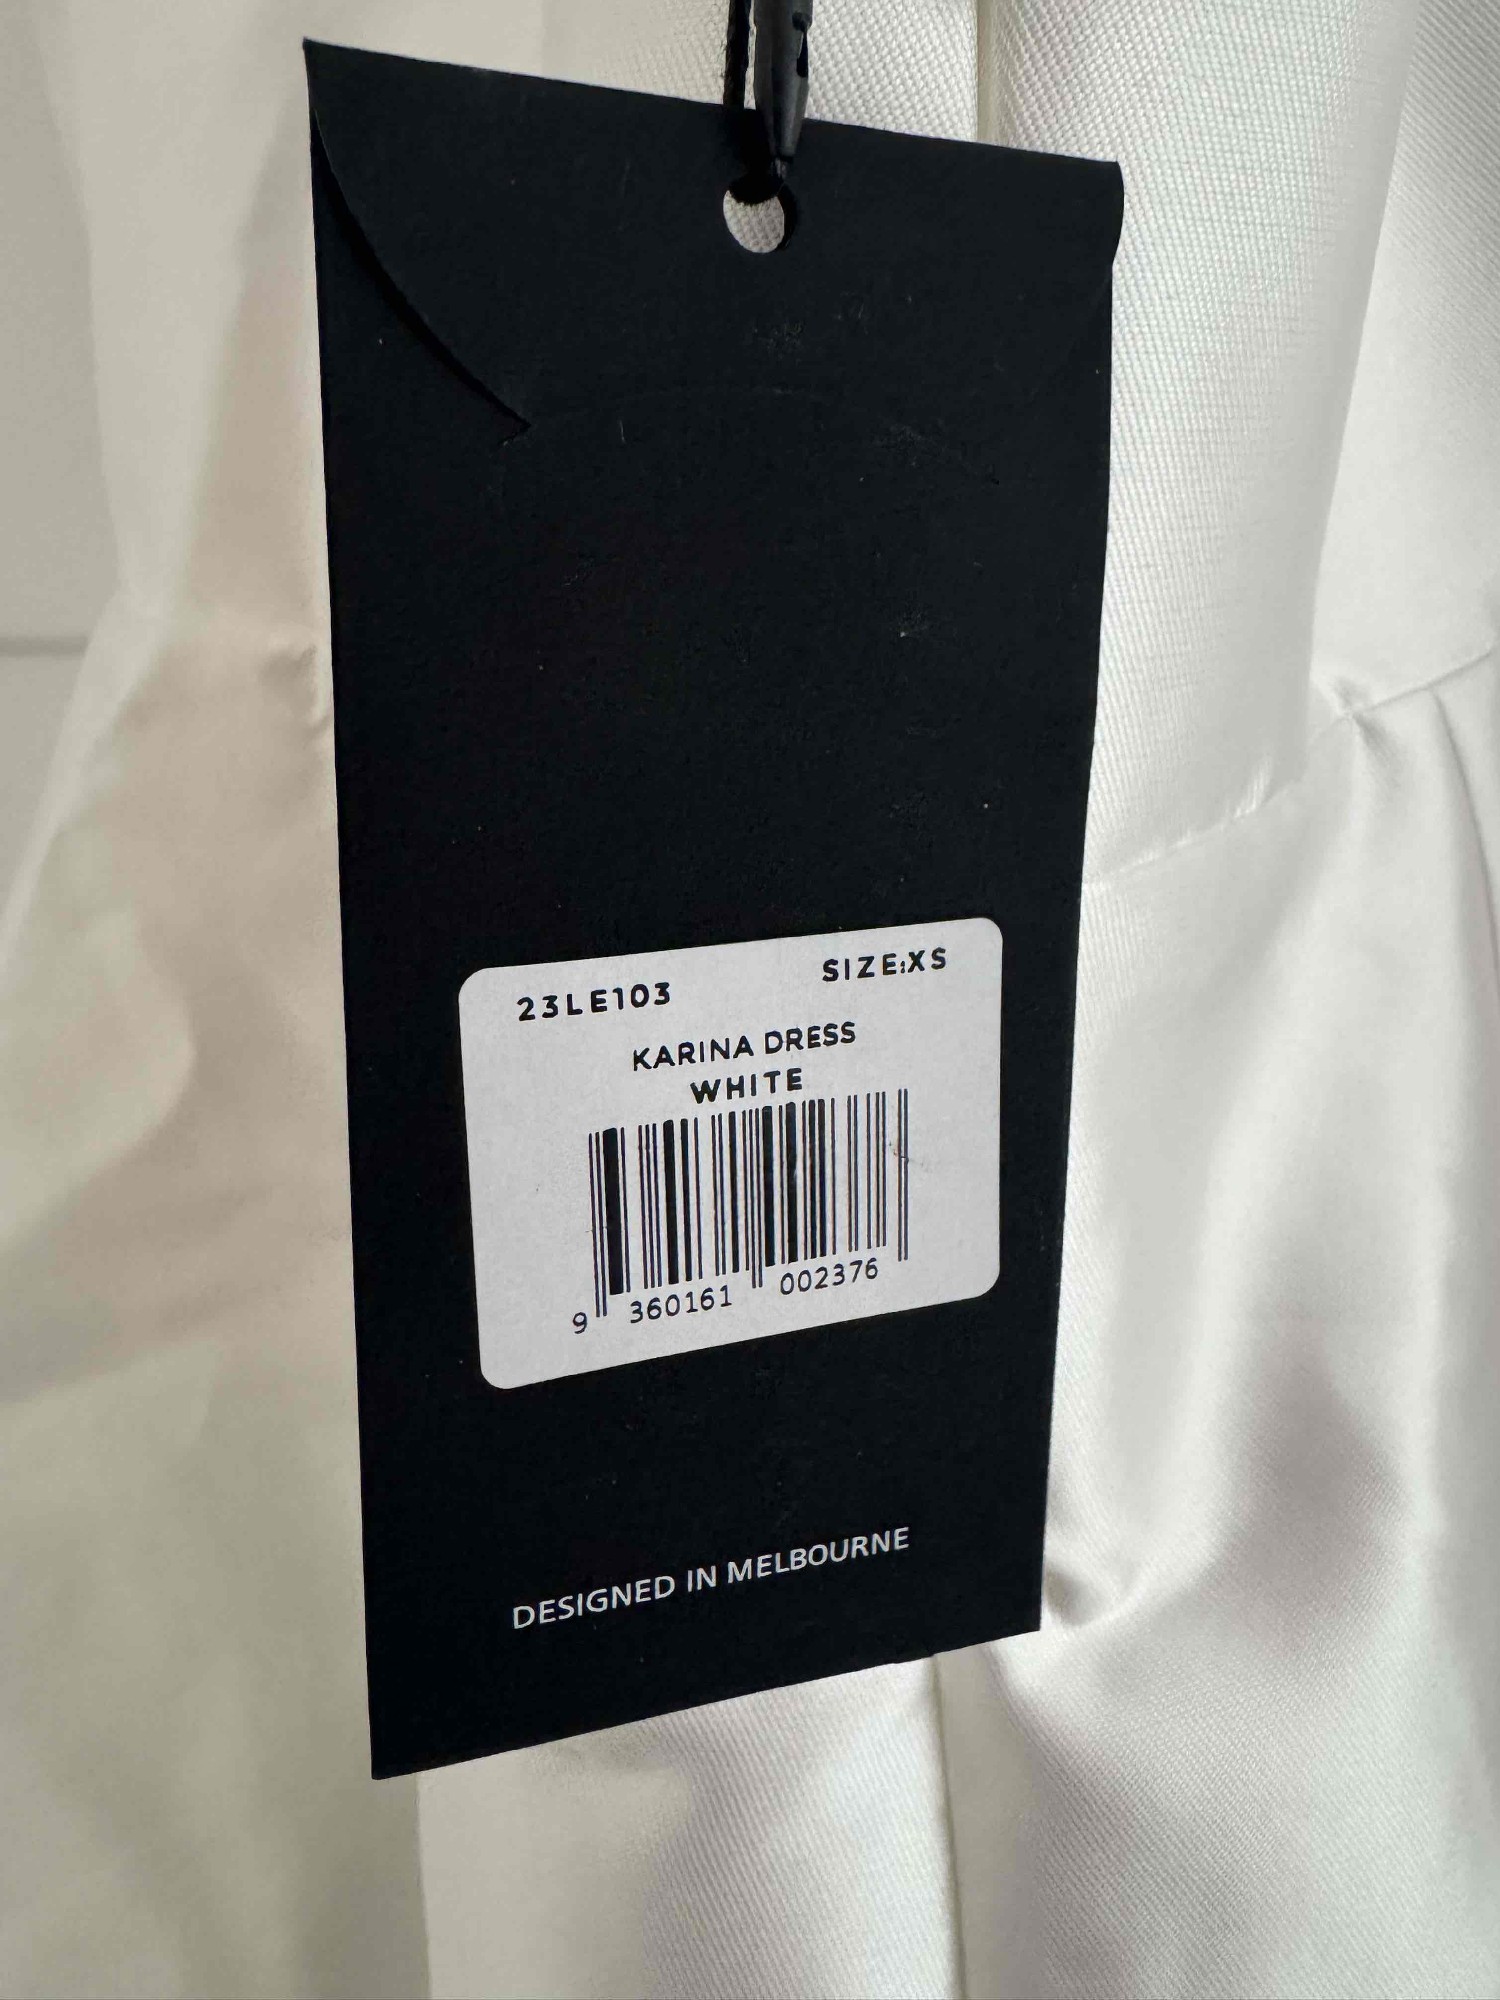 23LE103 SIZE:XS
KARINA DRESS
WHITE
9 360161 002376
DESIGNED IN MELBOURNE